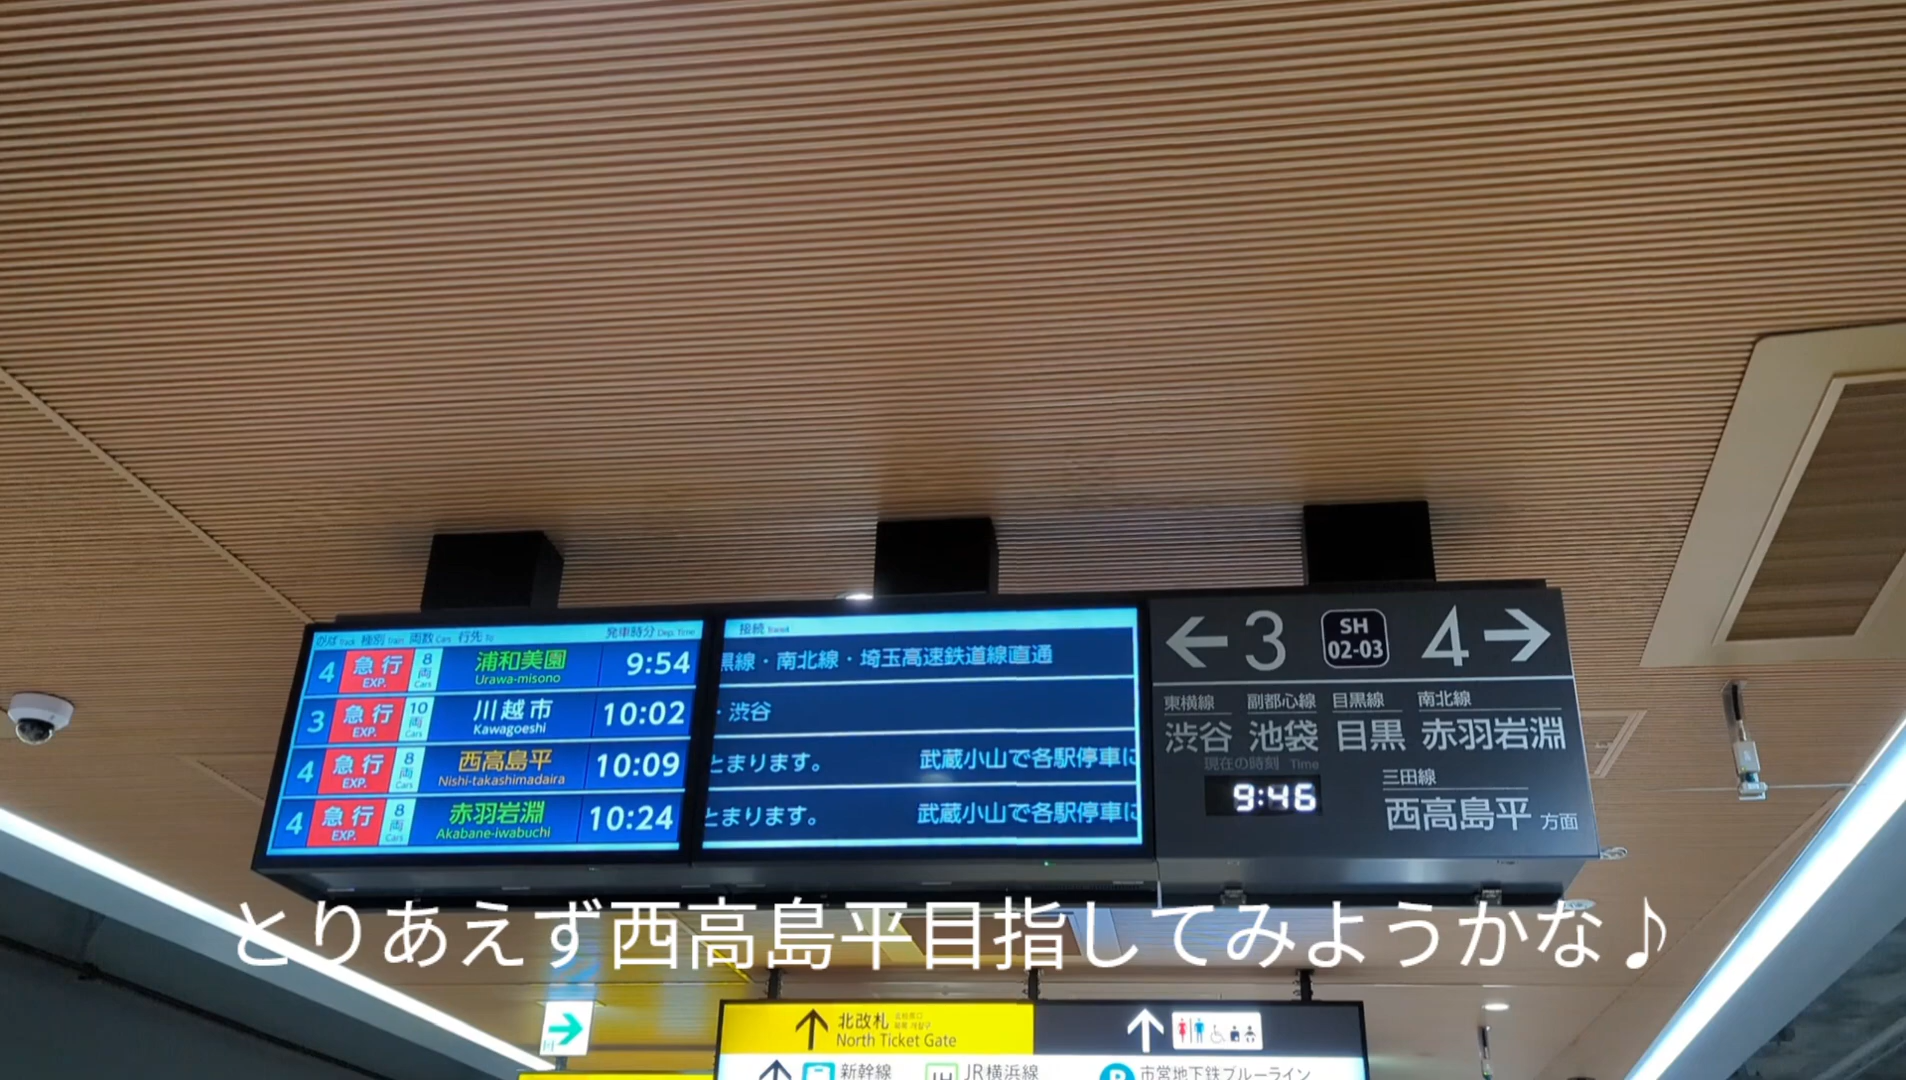 のりば Track 種別 Train 両数 Cars 行先 To 発車時分 Dep. Time
4 急行 EXP. 8両 Cars 浦和美園 Urawa-misono 9:54
3 急行 EXP. 10両 Cars 川越市 Kawagoeshi 10:02
4 急行 EXP. 8両 Cars 西高島平 Nishi-takashimadaira 10:09
4 急行 EXP. 8両 Cars 赤羽岩淵 Akabane-iwabuchi 10:24
接続 Transit
黒線・南北線・埼玉高速鉄道線直通
・渋谷
とまります。 武蔵小山で各駅停車に
とまります。 武蔵小山で各駅停車に
← 3 SH 02-03 4 →
東横線 副都心線 目黒線 南北線
渋谷 池袋 目黒 赤羽岩淵
現在の時刻 Time
9:46
三田線
西高島平 方面
とりあえず西高島平目指してみようかな♪
↑ 北改札
North Ticket Gate
↑
→
↑ 新幹線 JH JR横浜線 B 市営地下鉄ブルーライン